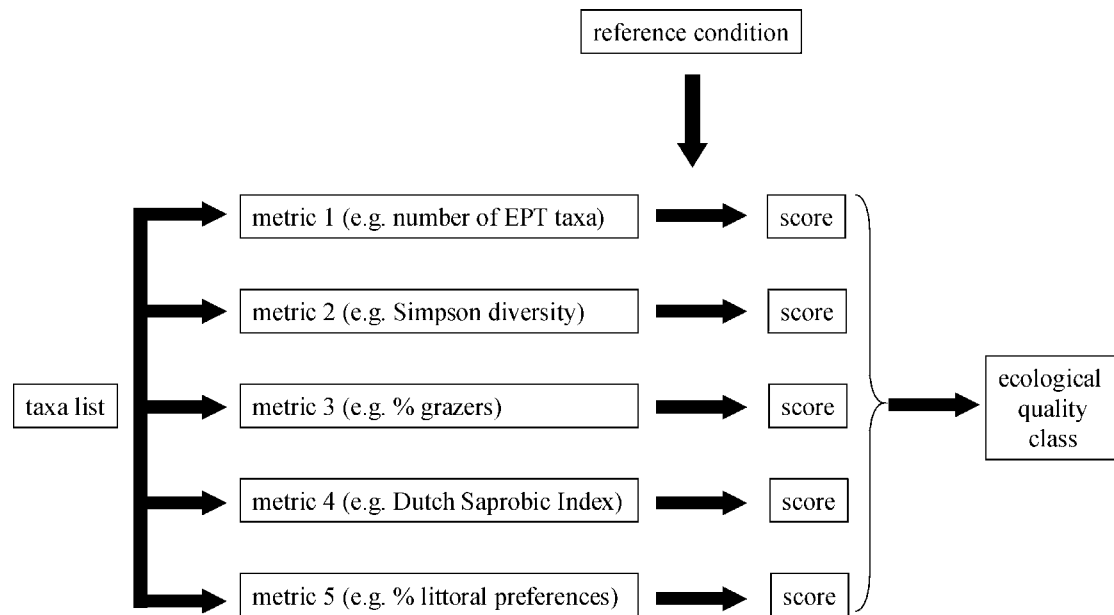 reference condition
metric 1 (e.g. number of EPT taxa)
score
metric 2 (e.g. Simpson diversity)
score
taxa list
metric 3 (e.g. % grazers)
score
ecological
quality
class
metric 4 (e.g. Dutch Saprobic Index)
score
metric 5 (e.g. % littoral preferences)
score